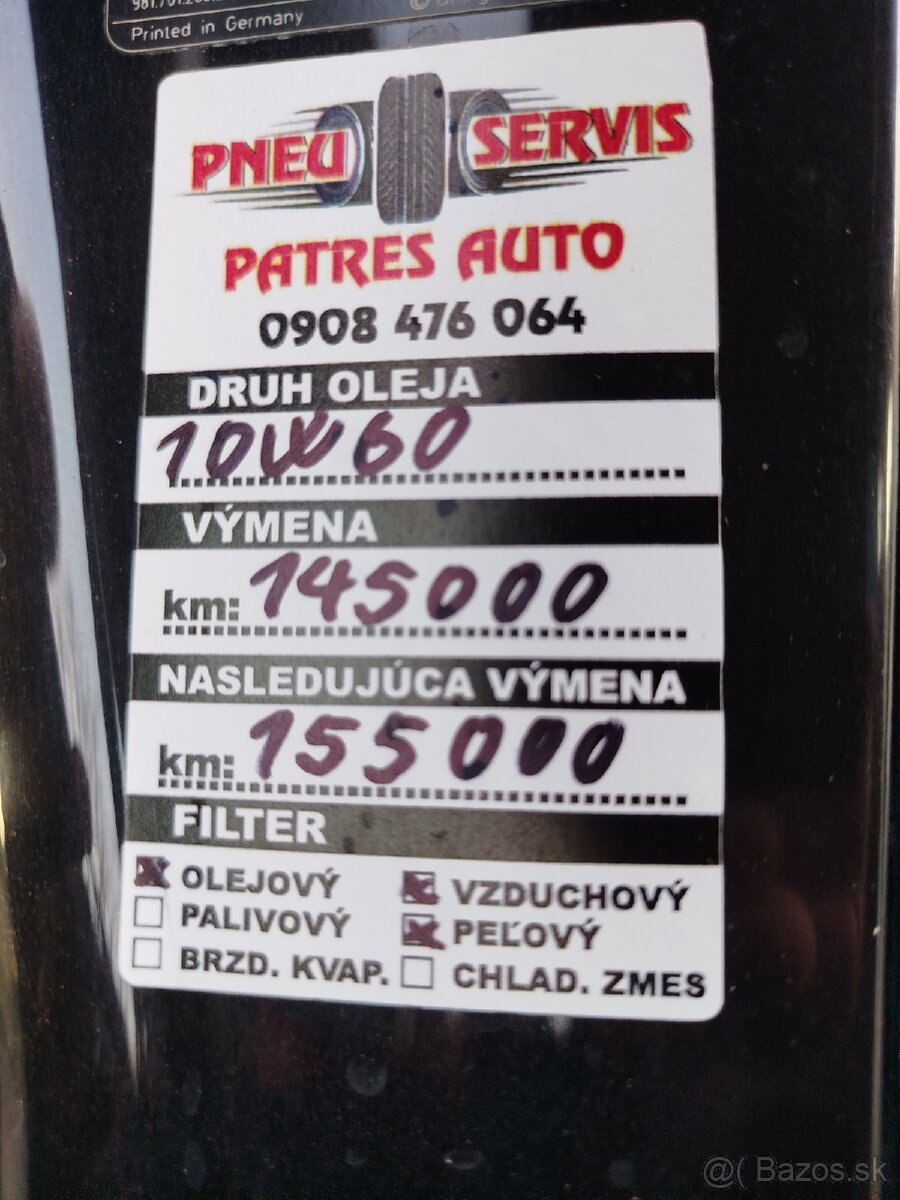 Printed in Germany
PNEU SERVIS
PATRES AUTO
0908 476 064
DRUH OLEJA
10W60
VÝMENA
km: 145000
NASLEDUJÚCA VÝMENA
km: 155000
FILTER
OLEJOVÝ VZDUCHOVÝ
PALIVOVÝ PEĽOVÝ
BRZD. KVAP. CHLAD. ZMES
@( Bazos.sk